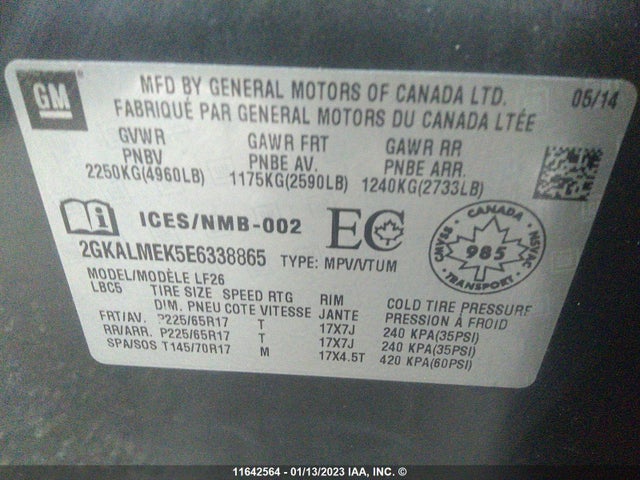 GM ®
MFD BY GENERAL MOTORS OF CANADA LTD. 05/14
FABRIQUÉ PAR GENERAL MOTORS DU CANADA LTÉE
GVWR GAWR FRT GAWR RR
PNBV PNBE AV. PNBE ARR.
2250KG(4960LB) 1175KG(2590LB) 1240KG(2733LB)
i ICES/NMB-002 EC
CANADA
CMVSS NSVAC
985
TRANSPORT
2GKALMEK5E6338865 TYPE: MPV/VTUM
MODEL/MODÈLE LF26
LBC5 TIRE SIZE SPEED RTG RIM COLD TIRE PRESSURE
DIM. PNEU COTE VITESSE JANTE PRESSION À FROID
FRT/AV. P225/65R17 T 17X7J 240 KPA(35PSI)
RR/ARR. P225/65R17 T 17X7J 240 KPA(35PSI)
SPA/SOS T145/70R17 M 17X4.5T 420 KPA(60PSI)
11642564 - 01/13/2023 IAA, INC. ©